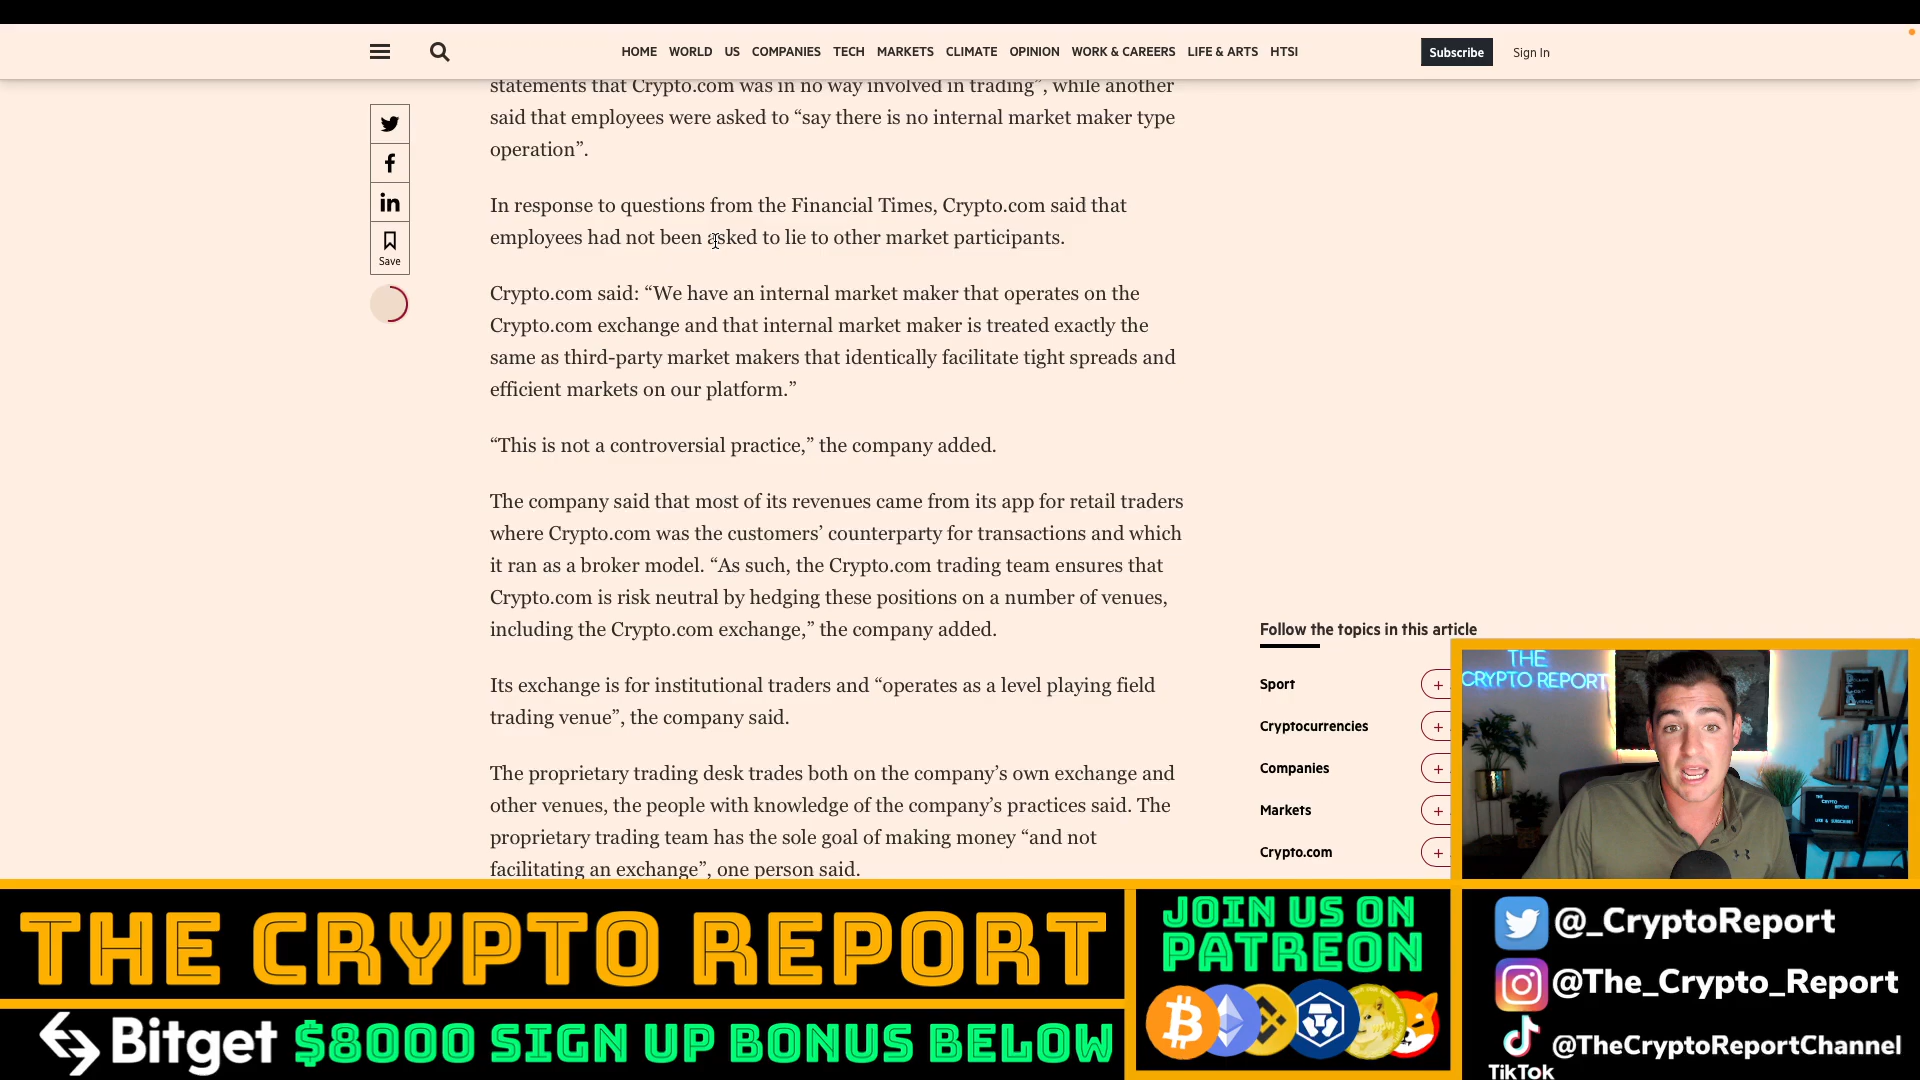 HOME WORLD US COMPANIES TECH MARKETS CLIMATE OPINION WORK & CAREERS LIFE & ARTS HTSI
Subscribe
Sign In
statements that Crypto.com was in no way involved in trading”, while another
said that employees were asked to “say there is no internal market maker type
operation”.
In response to questions from the Financial Times, Crypto.com said that
employees had not been asked to lie to other market participants.
Save
Crypto.com said: “We have an internal market maker that operates on the
Crypto.com exchange and that internal market maker is treated exactly the
same as third-party market makers that identically facilitate tight spreads and
efficient markets on our platform.”
“This is not a controversial practice,” the company added.
The company said that most of its revenues came from its app for retail traders
where Crypto.com was the customers’ counterparty for transactions and which
it ran as a broker model. “As such, the Crypto.com trading team ensures that
Crypto.com is risk neutral by hedging these positions on a number of venues,
including the Crypto.com exchange,” the company added.
Its exchange is for institutional traders and “operates as a level playing field
trading venue”, the company said.
The proprietary trading desk trades both on the company’s own exchange and
other venues, the people with knowledge of the company’s practices said. The
proprietary trading team has the sole goal of making money “and not
facilitating an exchange”, one person said.
Follow the topics in this article
Sport
Cryptocurrencies
Companies
Markets
Crypto.com
THE
CRYPTO REPORT
THE
CRYPTO
REPORT
LIKE & SUBSCRIBE
THE CRYPTO REPORT
Bitget $8000 SIGN UP BONUS BELOW
JOIN US ON
PATREON
@_CryptoReport
@The_Crypto_Report
@TheCryptoReportChannel
TikTok